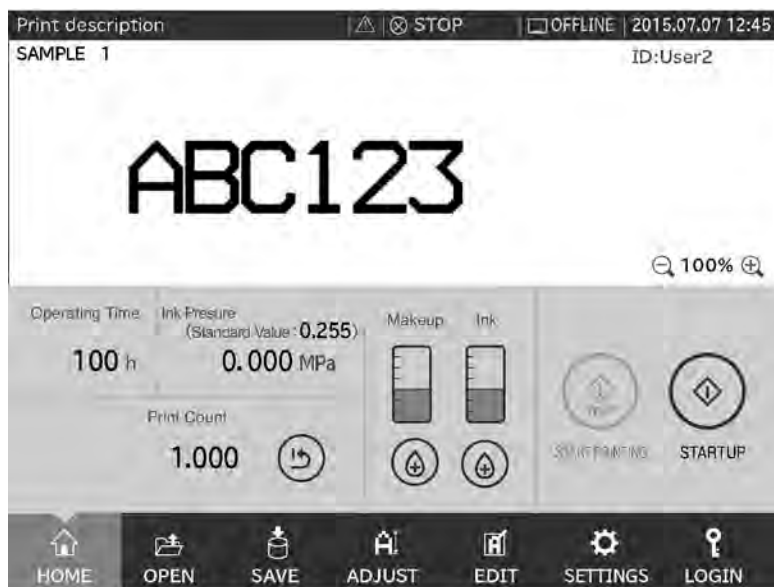 Print description STOP OFFLINE 2015.07.07 12:45
SAMPLE 1 ID:User2
ABC123
100%
Operating Time Ink Presure Makeup Ink
(Standard Value : 0.255)
100 h 0.000 MPa
START PRINTING STARTUP
Print Count
1.000
HOME OPEN SAVE ADJUST EDIT SETTINGS LOGIN